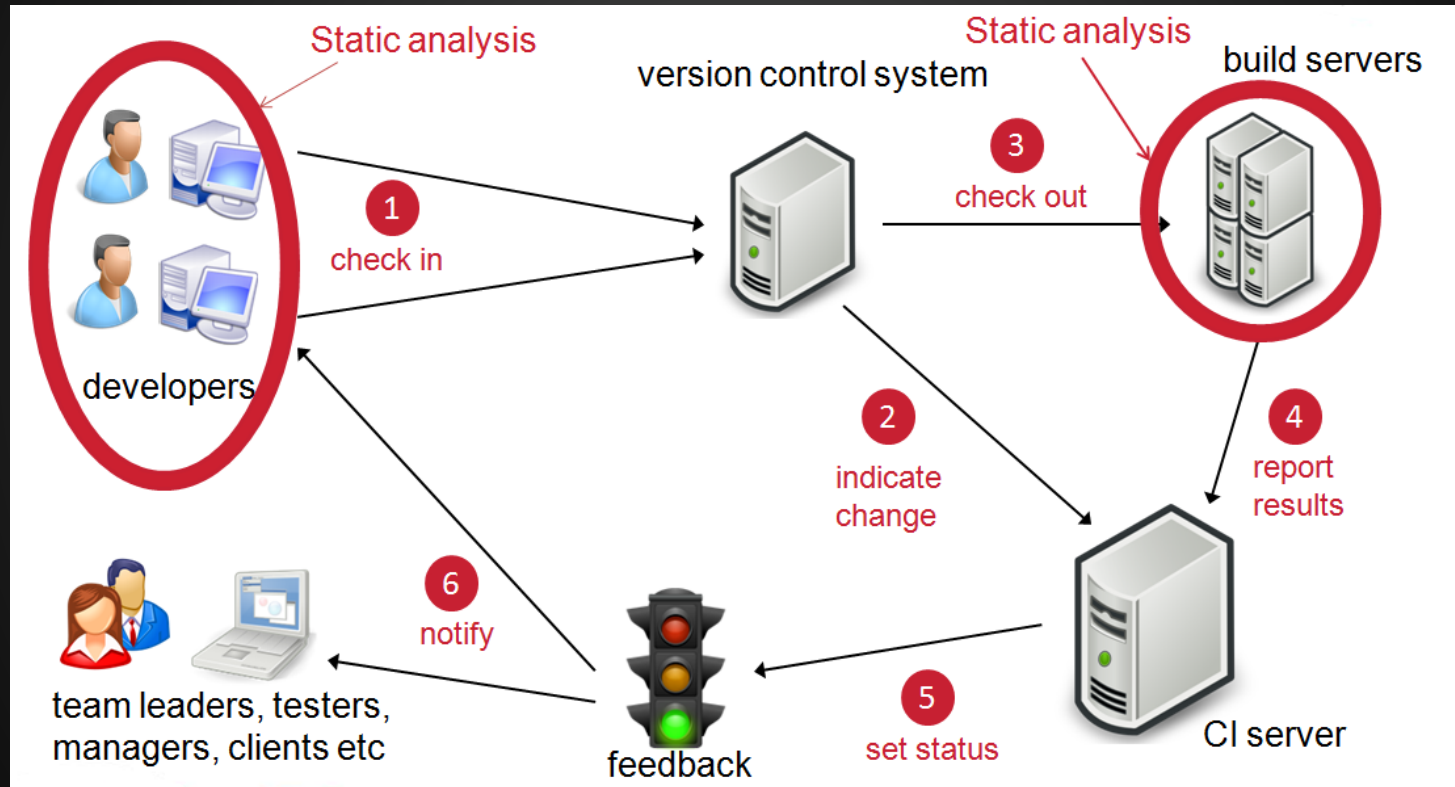 Static analysis
Static analysis
version control system
build servers
3
check out
1
check in
developers
2
indicate
change
4
report
results
6
notify
team leaders, testers,
managers, clients etc
5
set status
CI server
feedback